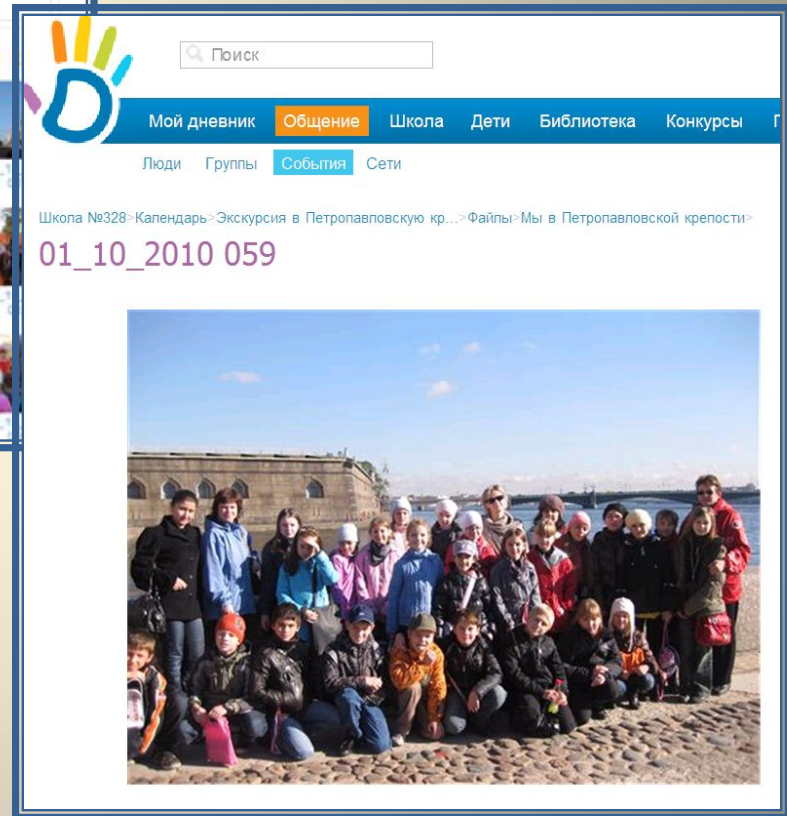 Поиск
Мой дневник Общение Школа Дети Библиотека Конкурсы
Люди Группы События Сети
Школа №328>Календарь>Экскурсия в Петропавловскую кр...>Файлы>Мы в Петропавловской крепости>
01_10_2010 059